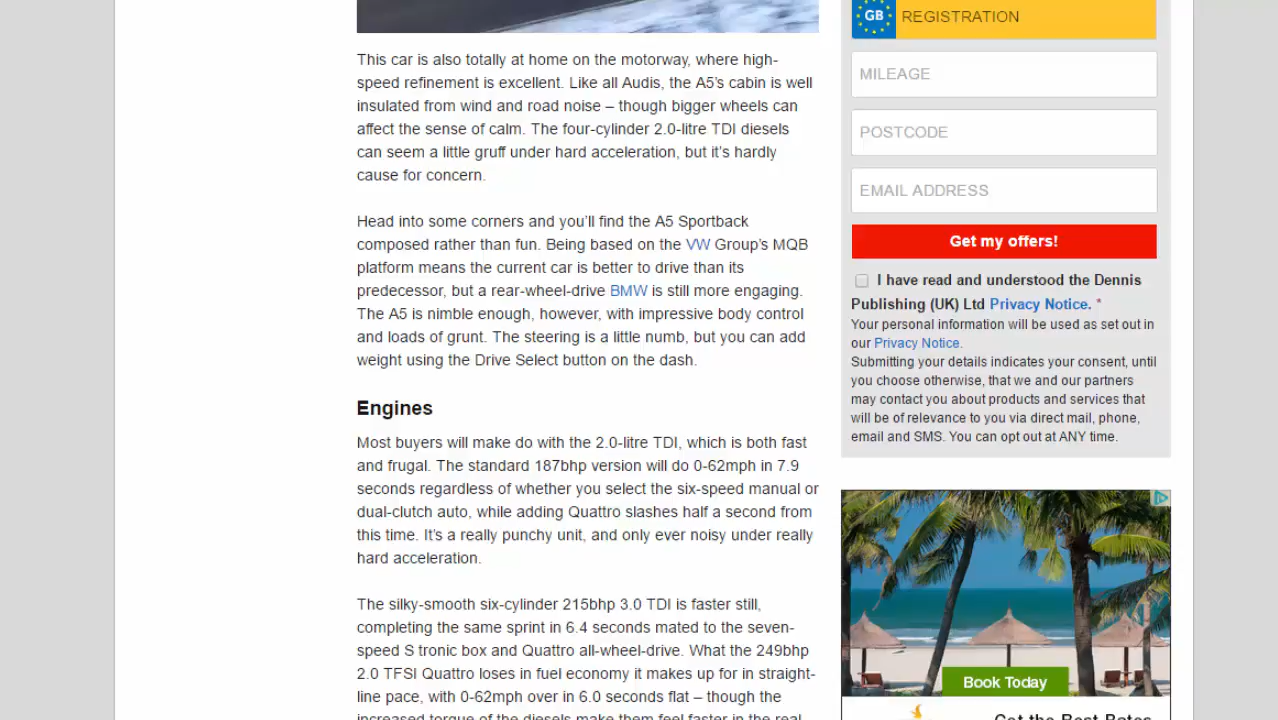 This car is also totally at home on the motorway, where high-
speed refinement is excellent. Like all Audis, the A5's cabin is well
insulated from wind and road noise – though bigger wheels can
affect the sense of calm. The four-cylinder 2.0-litre TDI diesels
can seem a little gruff under hard acceleration, but it's hardly
cause for concern.
Head into some corners and you'll find the A5 Sportback
composed rather than fun. Being based on the VW Group's MQB
platform means the current car is better to drive than its
predecessor, but a rear-wheel-drive BMW is still more engaging.
The A5 is nimble enough, however, with impressive body control
and loads of grunt. The steering is a little numb, but you can add
weight using the Drive Select button on the dash.
Engines
Most buyers will make do with the 2.0-litre TDI, which is both fast
and frugal. The standard 187bhp version will do 0-62mph in 7.9
seconds regardless of whether you select the six-speed manual or
dual-clutch auto, while adding Quattro slashes half a second from
this time. It's a really punchy unit, and only ever noisy under really
hard acceleration.
The silky-smooth six-cylinder 215bhp 3.0 TDI is faster still,
completing the same sprint in 6.4 seconds mated to the seven-
speed S tronic box and Quattro all-wheel-drive. What the 249bhp
2.0 TFSI Quattro loses in fuel economy it makes up for in straight-
line pace, with 0-62mph over in 6.0 seconds flat – though the
increased torque of the diesels make them feel faster in the real
GB REGISTRATION
MILEAGE
POSTCODE
EMAIL ADDRESS
Get my offers!
I have read and understood the Dennis
Publishing (UK) Ltd Privacy Notice. *
Your personal information will be used as set out in
our Privacy Notice.
Submitting your details indicates your consent, until
you choose otherwise, that we and our partners
may contact you about products and services that
will be of relevance to you via direct mail, phone,
email and SMS. You can opt out at ANY time.
Book Today
Get the Best Rates